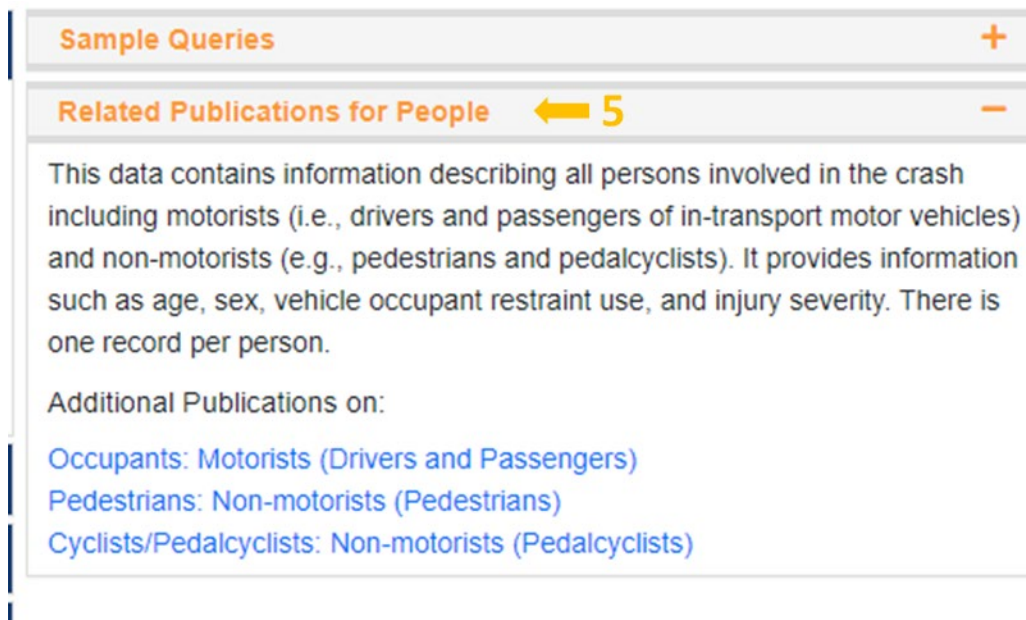 Sample Queries +
Related Publications for People 5 −
This data contains information describing all persons involved in the crash
including motorists (i.e., drivers and passengers of in-transport motor vehicles)
and non-motorists (e.g., pedestrians and pedalcyclists). It provides information
such as age, sex, vehicle occupant restraint use, and injury severity. There is
one record per person.
Additional Publications on:
Occupants: Motorists (Drivers and Passengers)
Pedestrians: Non-motorists (Pedestrians)
Cyclists/Pedalcyclists: Non-motorists (Pedalcyclists)